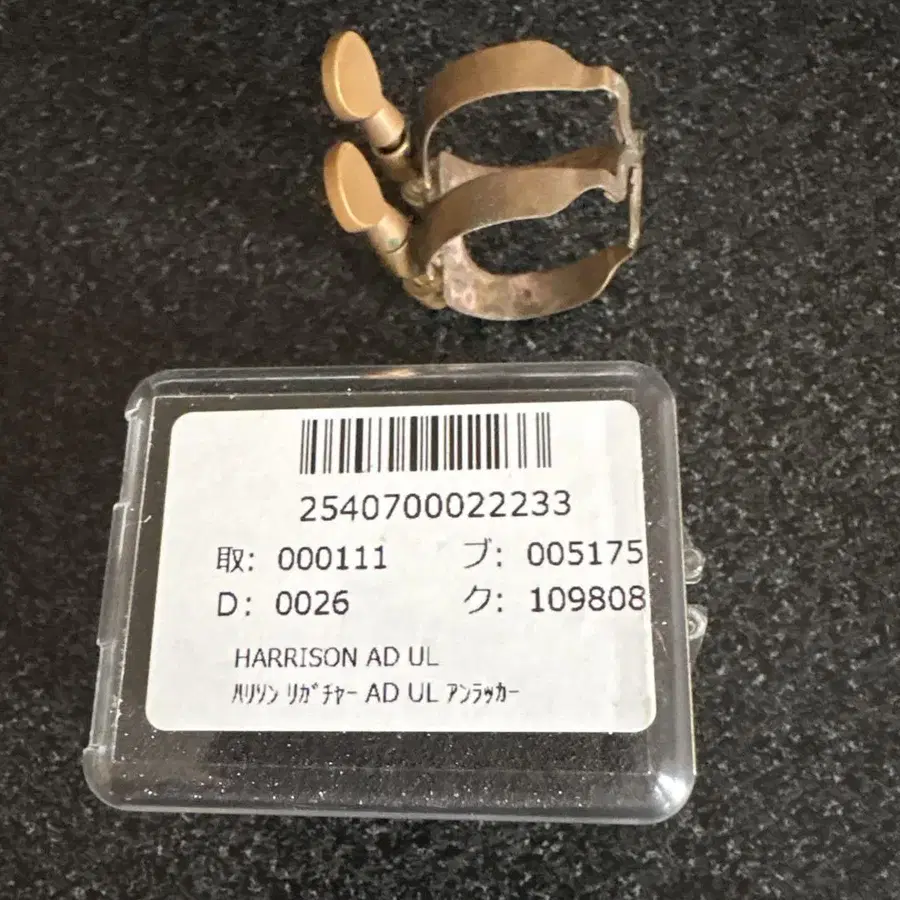 2540700022233
取: 000111 ブ: 005175
D: 0026 ク: 109808
HARRISON AD UL
ﾊﾘｿﾝ ﾘｶﾞﾁｬｰ AD UL ｱﾝﾗｯｶｰ